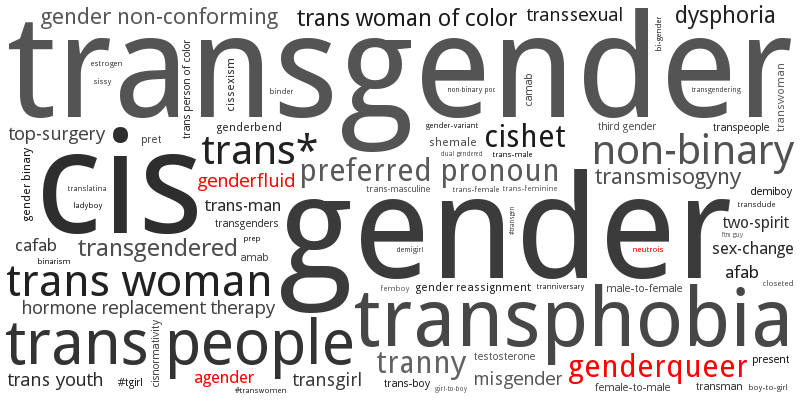 gender non-conforming
trans woman of color
transsexual
dysphoria
transgender
bi-gender
estrogen
sissy
trans person of color
cissexism
binder
non-binary poc
camab
transgendering
transwoman
top-surgery
pret
genderbend
gender-variant
third gender
transpeople
cis
trans*
shemale
cishet
non-binary
dual gendered
trans-male
gender binary
translatina
ladyboy
genderfluid
preferred pronoun
transmisogyny
trans-masculine
trans-female
trans-feminine
demiboy
trans-man
transgenders
gender
#transgrrl
transdude
two-spirit
ftm guy
cafab
transgendered
prep
amab
binarism
demigirl
neutrois
sex-change
afab
trans woman
femboy
gender reassignment
tranniversary
male-to-female
closeted
hormone replacement therapy
transphobia
trans people
cisnormativity
tranny
testosterone
genderqueer
present
trans youth
#tgirl
agender
#transwomen
transgirl
trans-boy
girl-to-boy
misgender
female-to-male
transman
boy-to-girl